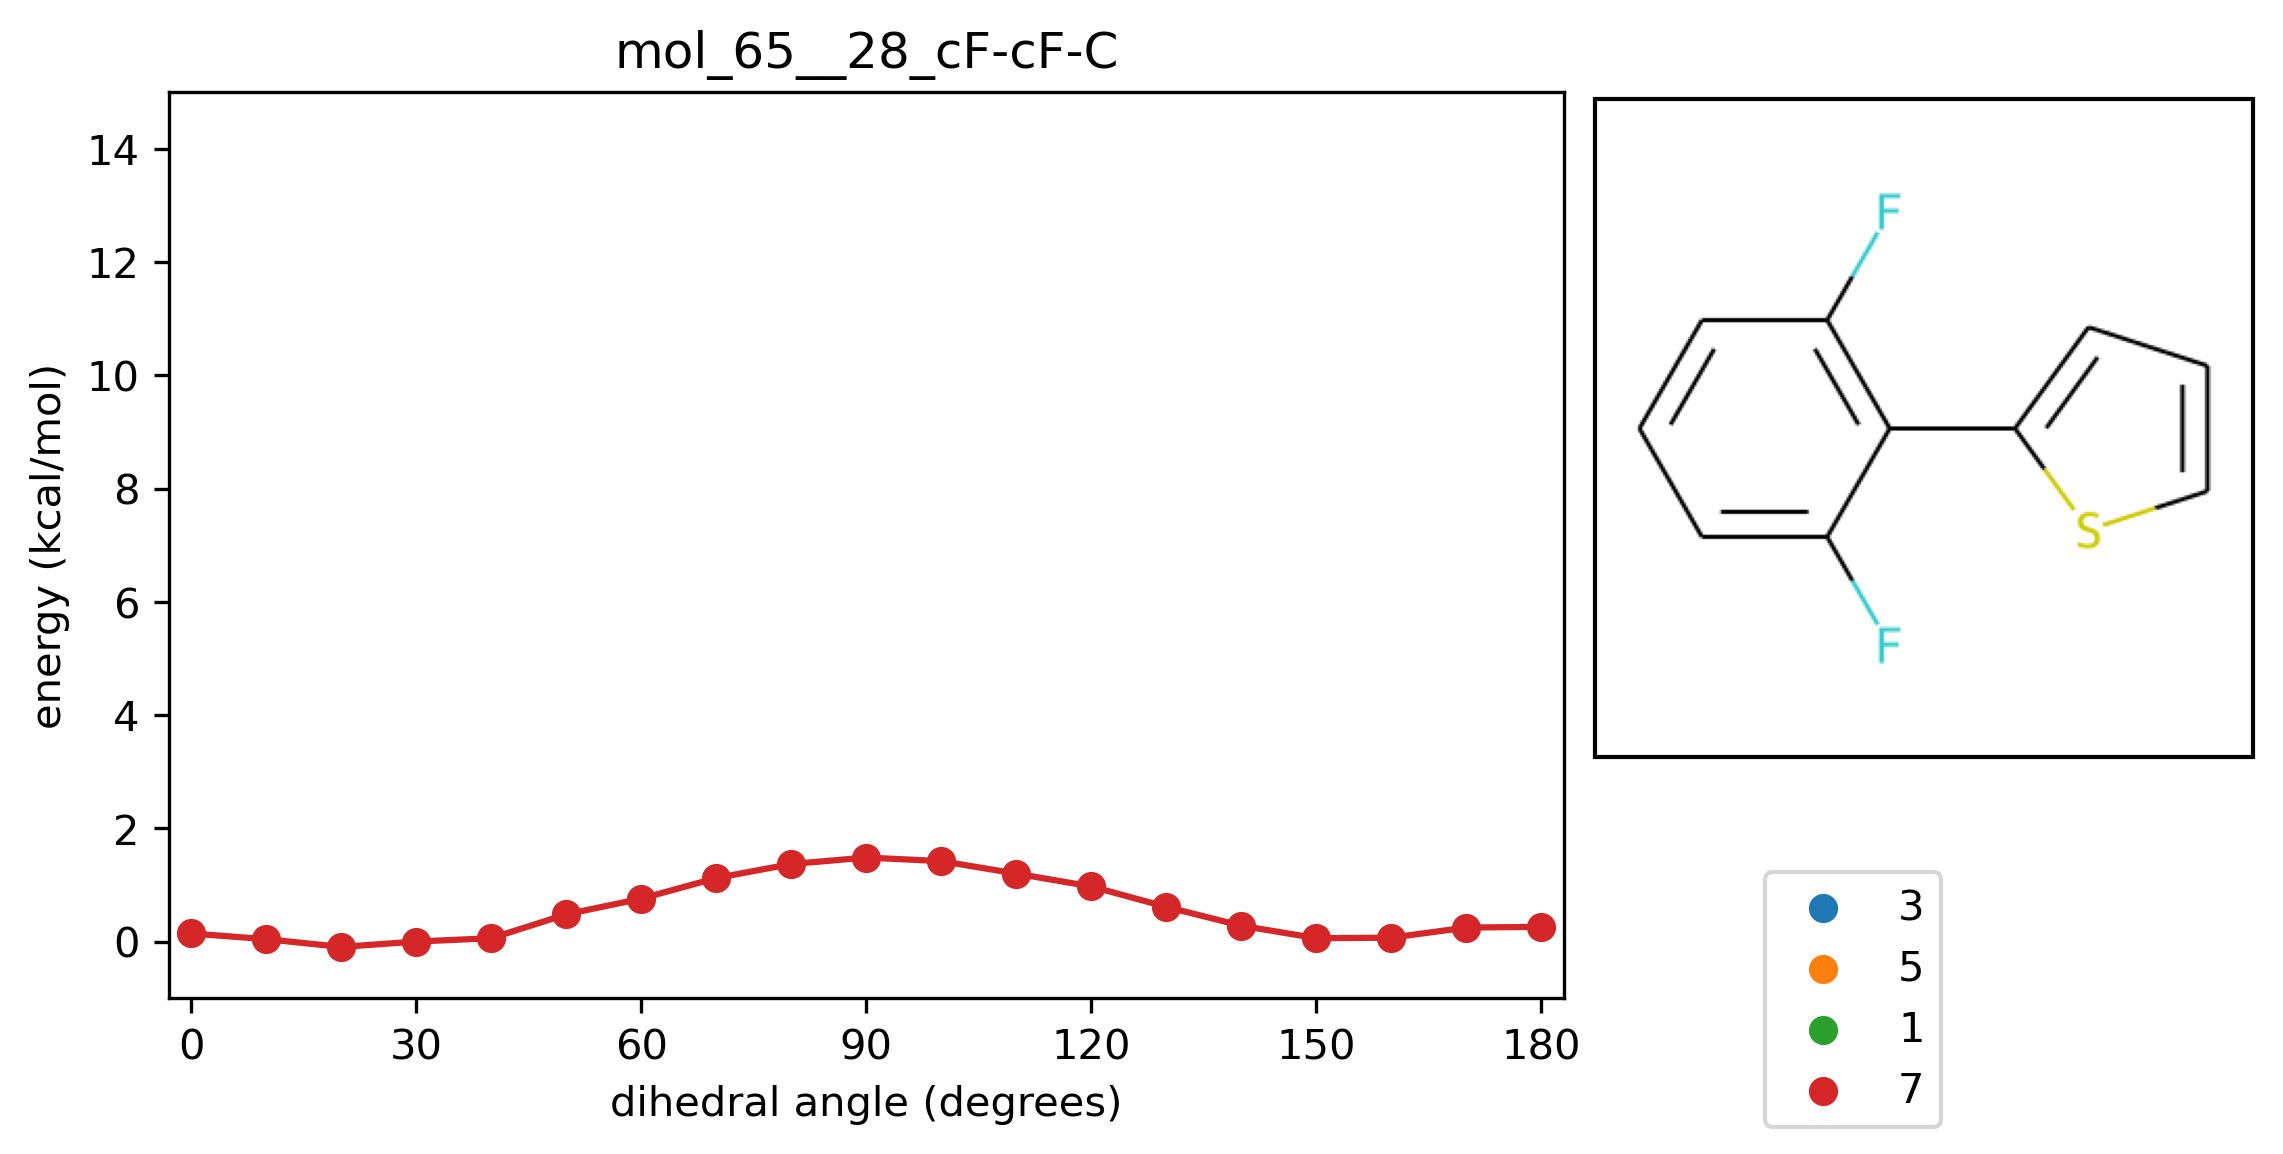 mol_65__28_cF-cF-C
14
12
10
8
6
4
2
0
energy (kcal/mol)
0 30 60 90 120 150 180
dihedral angle (degrees)
F
S
F
3
5
1
7